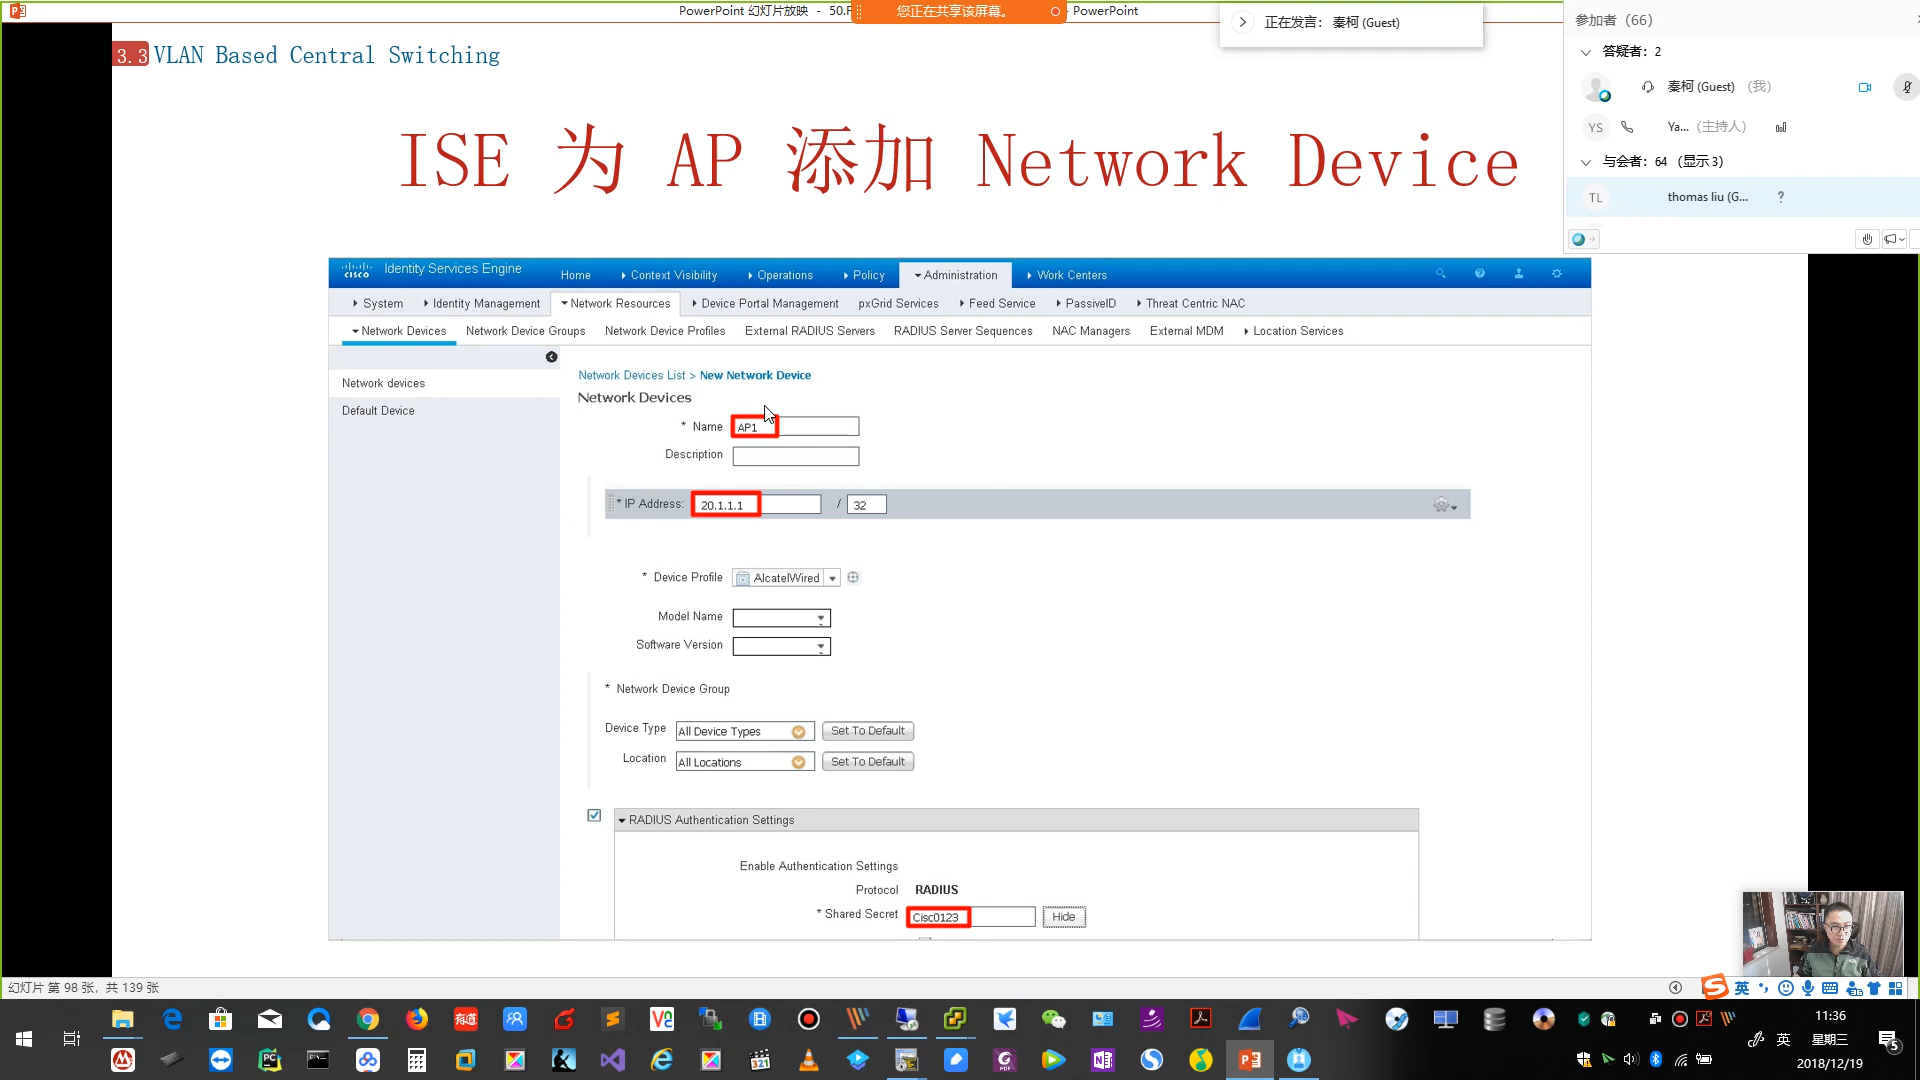 PowerPoint 幻灯片放映 - 50.F
您正在共享该屏幕。
- PowerPoint
正在发言: 秦柯 (Guest)
参加者 (66)
答疑者: 2
秦柯 (Guest) (我)
YS Ya... (主持人)
与会者: 64 (显示 3)
TL thomas liu (G... ?
3.3 VLAN Based Central Switching
ISE 为 AP 添加 Network Device
cisco Identity Services Engine
Home Context Visibility Operations Policy Administration Work Centers
System Identity Management Network Resources Device Portal Management pxGrid Services Feed Service PassiveID Threat Centric NAC
Network Devices Network Device Groups Network Device Profiles External RADIUS Servers RADIUS Server Sequences NAC Managers External MDM Location Services
Network devices
Default Device
Network Devices List > New Network Device
Network Devices
* Name AP1
Description
* IP Address: 20.1.1.1 / 32
* Device Profile AlcatelWired
Model Name
Software Version
* Network Device Group
Device Type All Device Types Set To Default
Location All Locations Set To Default
RADIUS Authentication Settings
Enable Authentication Settings
Protocol RADIUS
* Shared Secret Cisc0123 Hide
幻灯片 第 98 张, 共 139 张
英
有道
11:36
英 星期三
2018/12/19
5